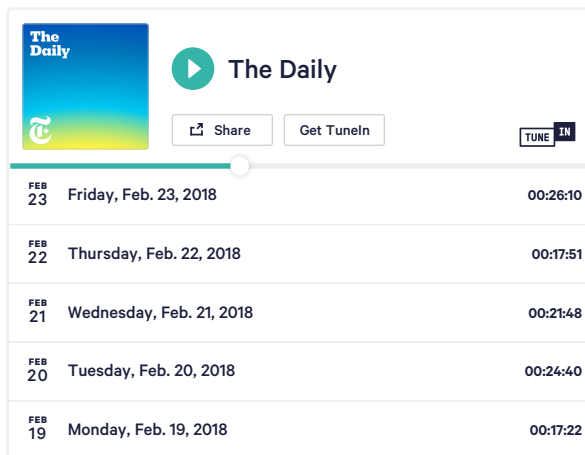 The
Daily
The Daily
Share
Get TuneIn
TUNE IN
FEB
23
Friday, Feb. 23, 2018
00:26:10
FEB
22
Thursday, Feb. 22, 2018
00:17:51
FEB
21
Wednesday, Feb. 21, 2018
00:21:48
FEB
20
Tuesday, Feb. 20, 2018
00:24:40
FEB
19
Monday, Feb. 19, 2018
00:17:22